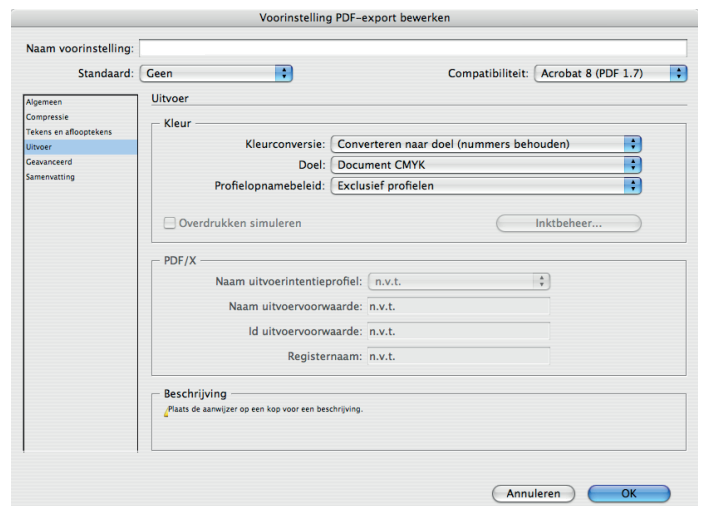 Voorinstelling PDF-export bewerken
Naam voorinstelling:
Standaard: Geen Compatibiliteit: Acrobat 8 (PDF 1.7)
Algemeen
Compressie
Tekens en aflooptekens
Uitvoer
Geavanceerd
Samenvatting
Uitvoer
Kleur
Kleurconversie: Converteren naar doel (nummers behouden)
Doel: Document CMYK
Profielopnamebeleid: Exclusief profielen
Overdrukken simuleren Inktbeheer...
PDF/X
Naam uitvoerintentieprofiel: n.v.t.
Naam uitvoervoorwaarde: n.v.t.
Id uitvoervoorwaarde: n.v.t.
Registernaam: n.v.t.
Beschrijving
Plaats de aanwijzer op een kop voor een beschrijving.
Annuleren OK